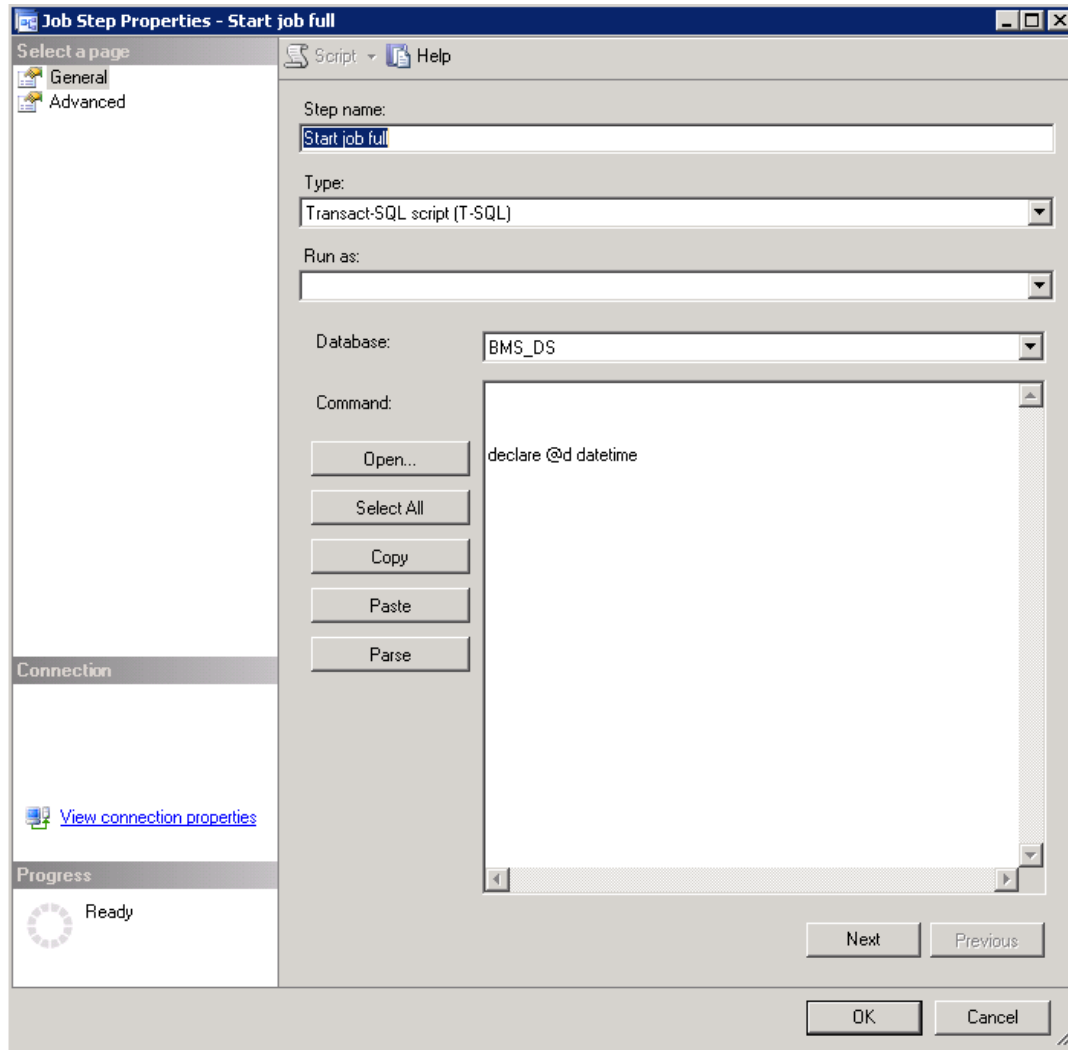 Job Step Properties - Start job full
Select a page
General
Advanced
Script
Help
Step name:
Start job full
Type:
Transact-SQL script (T-SQL)
Run as:
Database:
BMS_DS
Command:
declare @d datetime
Open...
Select All
Copy
Paste
Parse
Connection
View connection properties
Progress
Ready
Next
Previous
OK
Cancel